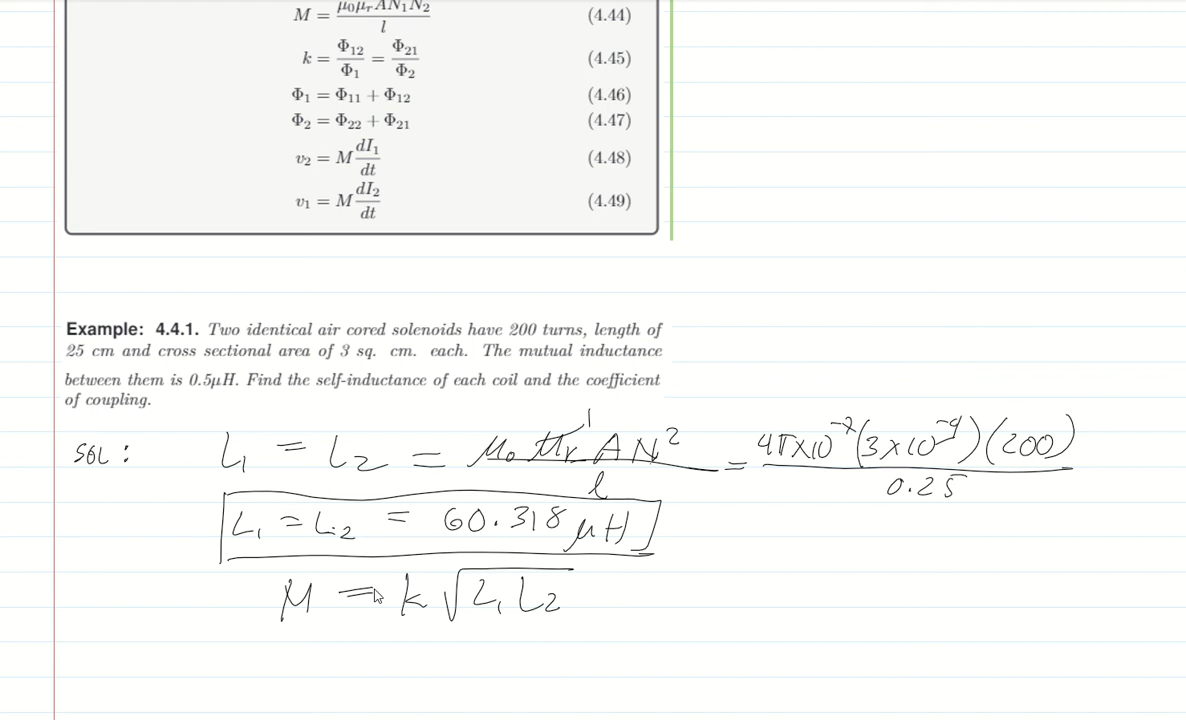 M = μ₀μᵣAN₁N₂ / l (4.44)
k = Φ₁₂ / Φ₁ = Φ₂₁ / Φ₂ (4.45)
Φ₁ = Φ₁₁ + Φ₁₂ (4.46)
Φ₂ = Φ₂₂ + Φ₂₁ (4.47)
v₂ = M dI₁ / dt (4.48)
v₁ = M dI₂ / dt (4.49)
Example: 4.4.1. Two identical air cored solenoids have 200 turns, length of
25 cm and cross sectional area of 3 sq. cm. each. The mutual inductance
between them is 0.5μH. Find the self-inductance of each coil and the coefficient
of coupling.
SOL : L₁ = L₂ = μ₀ μᵣ¹ A N² / l = 4π×10⁻⁷(3×10⁻⁴)(200) / 0.25
L₁ = L₂ = 60.318 μH
M = k √L₁ L₂